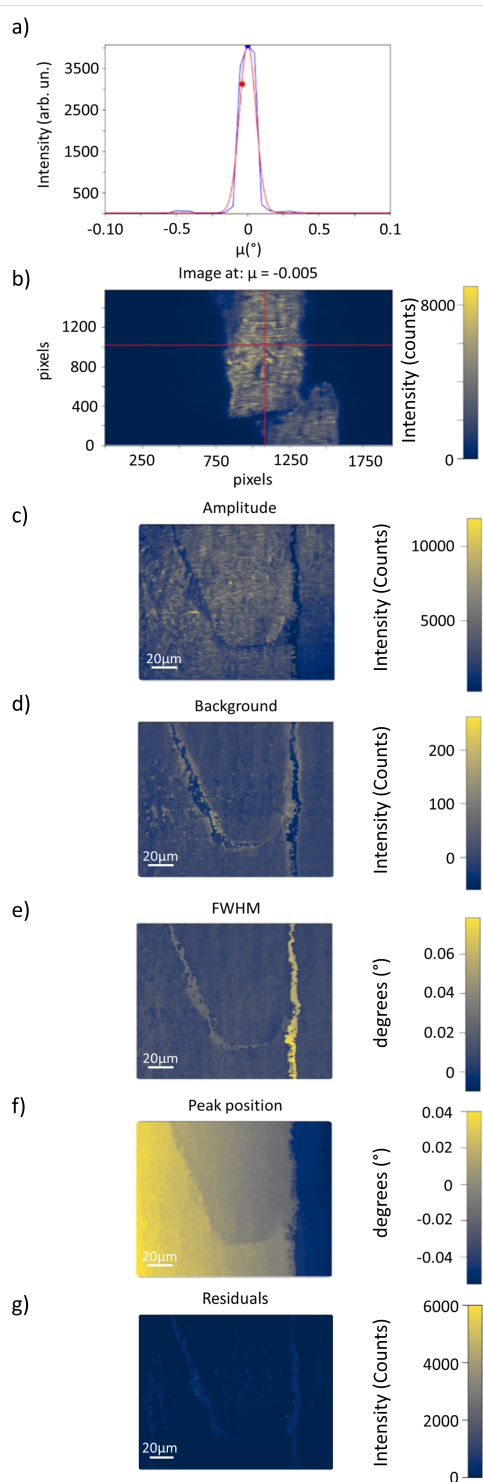 a)
Intensity (arb. un.)
3500
2500
1500
500
-0.10
-0.5
0
0.5
0.1
μ(°)
b)
Image at: μ = -0.005
pixels
1200
800
400
0
250
750
1250
1750
pixels
Intensity (counts)
8000
0
c)
Amplitude
20μm
Intensity (Counts)
10000
5000
d)
Background
20μm
Intensity (Counts)
200
100
0
e)
FWHM
20μm
degrees (°)
0.06
0.04
0.02
0
f)
Peak position
20μm
degrees (°)
0.04
0.02
0
-0.02
-0.04
g)
Residuals
20μm
Intensity (Counts)
6000
4000
2000
0